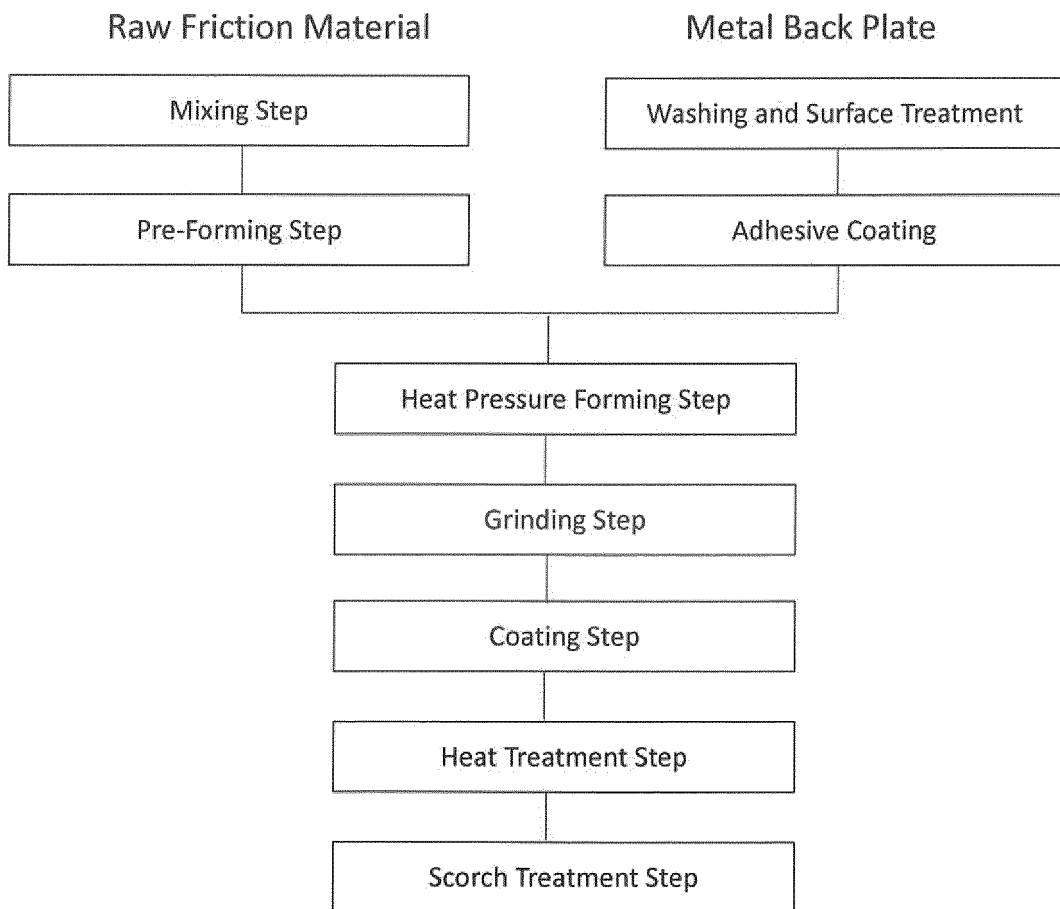 Raw Friction Material
Metal Back Plate
Mixing Step
Washing and Surface Treatment
Pre-Forming Step
Adhesive Coating
Heat Pressure Forming Step
Grinding Step
Coating Step
Heat Treatment Step
Scorch Treatment Step